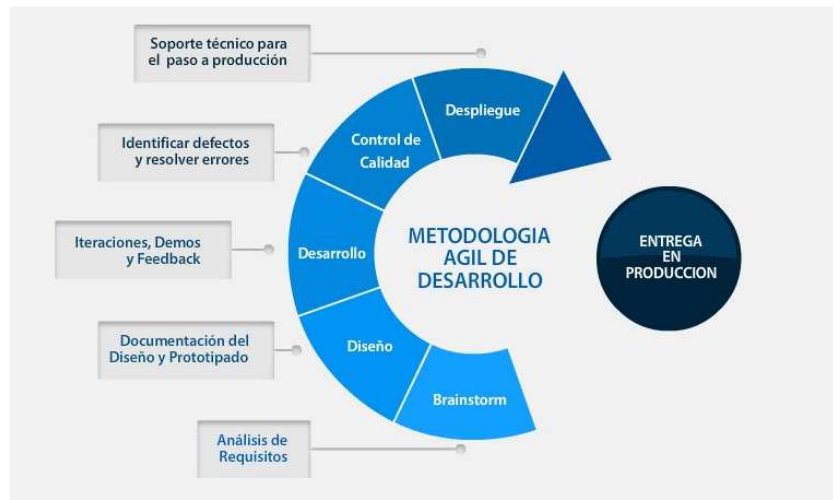 Soporte técnico para
el paso a producción
Despliegue
Identificar defectos
y resolver errores
Control de
Calidad
Iteraciones, Demos
y Feedback
Desarrollo
METODOLOGIA
AGIL DE
DESARROLLO
ENTREGA
EN
PRODUCCION
Documentación del
Diseño y Prototipado
Diseño
Brainstorm
Análisis de
Requisitos